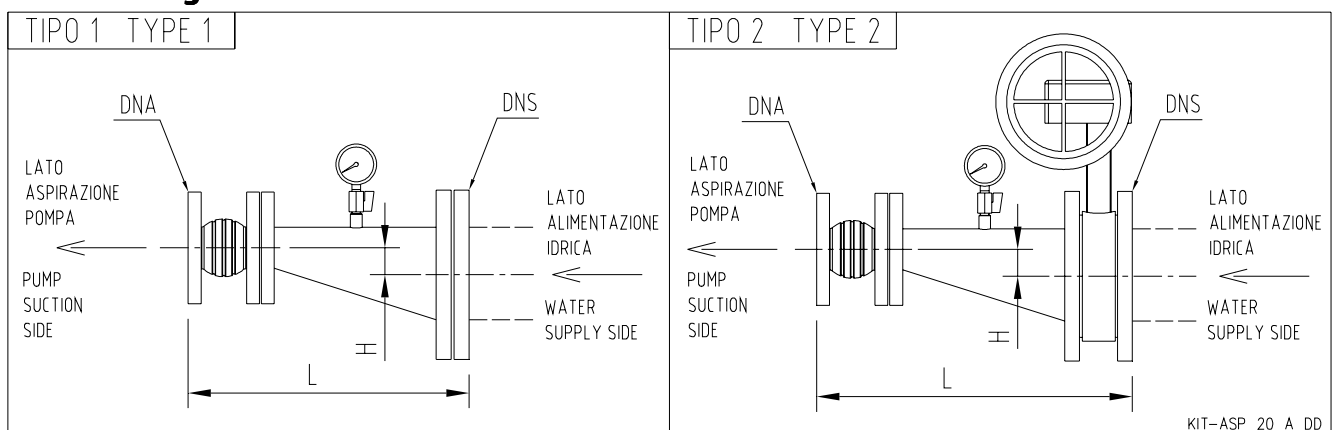 TIPO 1 TYPE 1
DNA
DNS
LATO
ASPIRAZIONE
POMPA
LATO
ALIMENTAZIONE
IDRICA
PUMP
SUCTION
SIDE
WATER
SUPPLY SIDE
H
L
TIPO 2 TYPE 2
DNA
DNS
LATO
ASPIRAZIONE
POMPA
LATO
ALIMENTAZIONE
IDRICA
PUMP
SUCTION
SIDE
WATER
SUPPLY SIDE
H
L
KIT-ASP 20 A DD